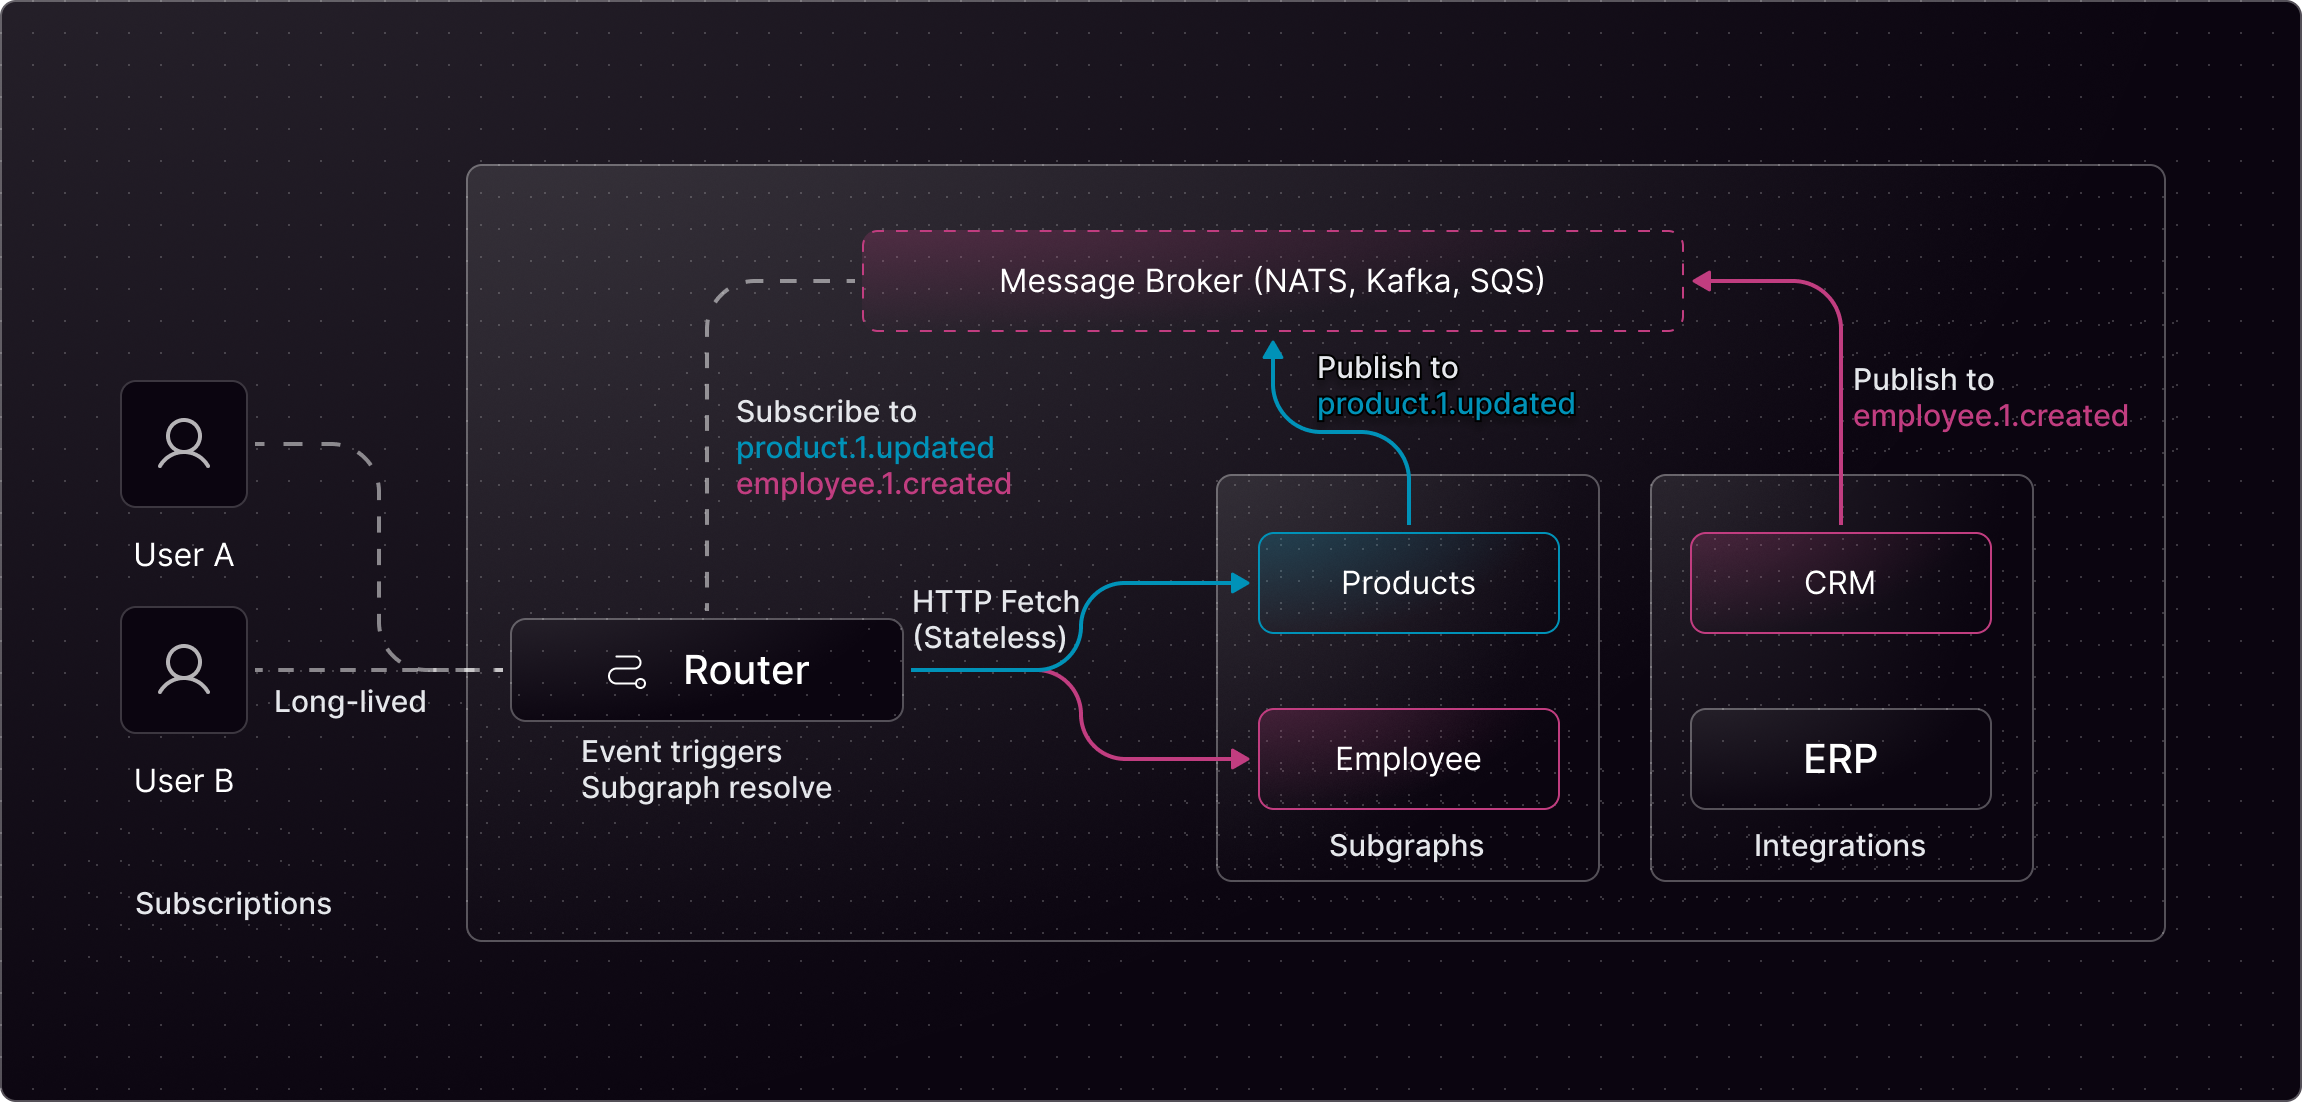 Message Broker (NATS, Kafka, SQS)
Publish to
product.1.updated
Publish to
employee.1.created
Subscribe to
product.1.updated
employee.1.created
User A
HTTP Fetch
(Stateless)
Products
CRM
Router
Long-lived
Event triggers
Subgraph resolve
Employee
ERP
User B
Subgraphs
Integrations
Subscriptions